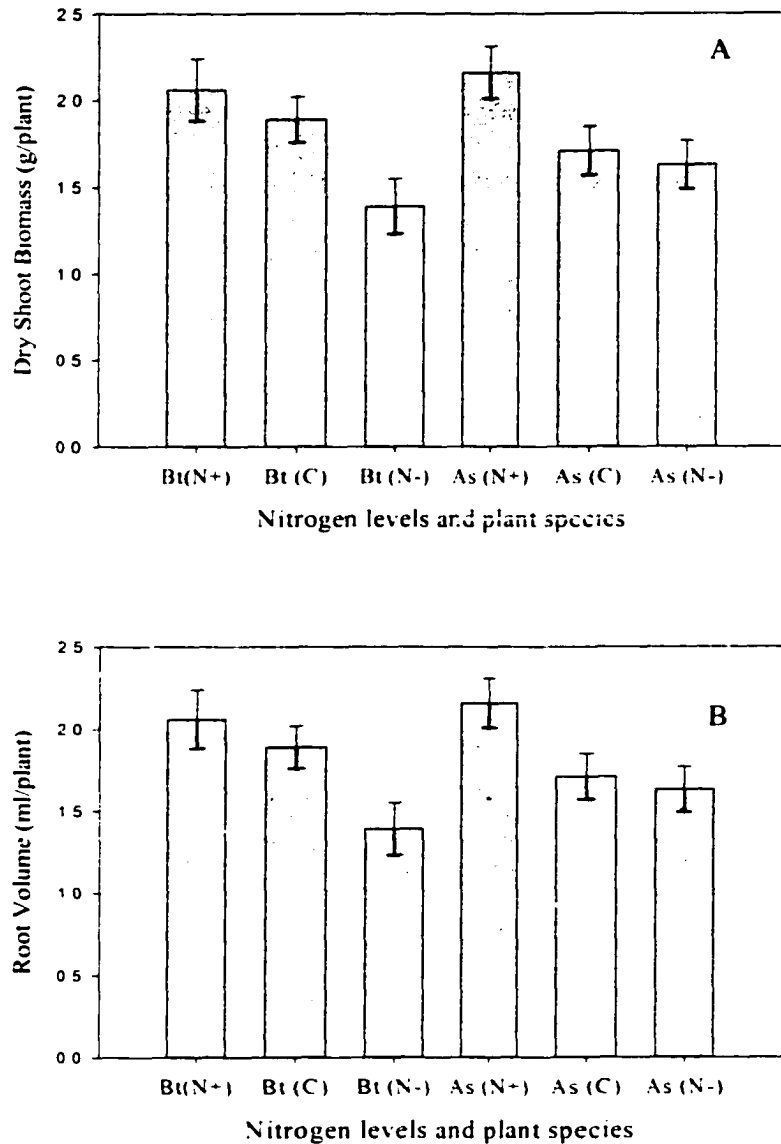 A
Dry Shoot Biomass (g/plant)
2 5
2 0
1 5
1 0
0 5
0 0
Bt(N+) Bt (C) Bt (N-) As (N+) As (C) As (N-)
Nitrogen levels and plant species
B
Root Volume (ml/plant)
2 5
2 0
1 5
1 0
0 5
0 0
Bt(N+) Bt (C) Bt (N-) As (N+) As (C) As (N-)
Nitrogen levels and plant species